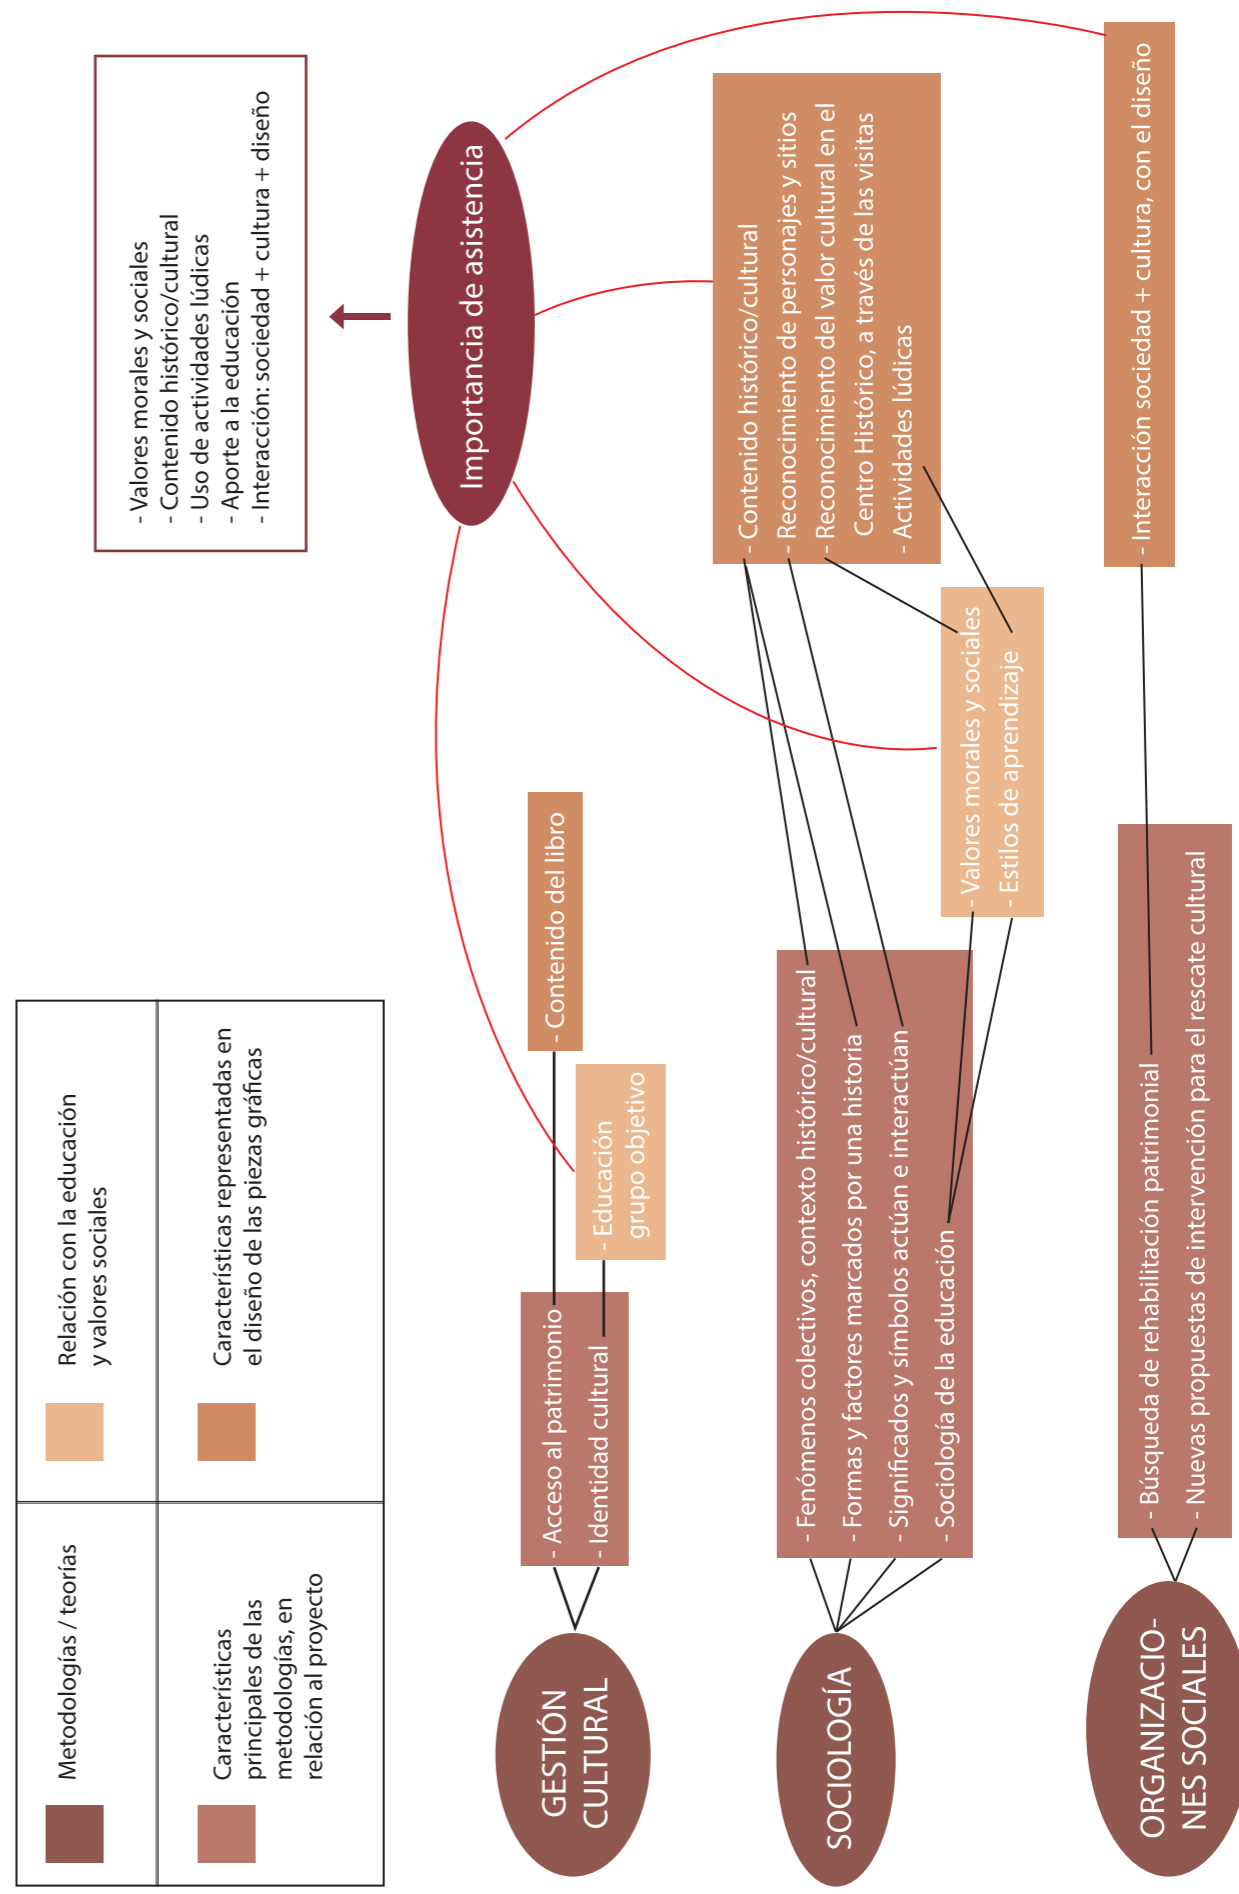 Metodologías / teorías
Relación con la educación
y valores sociales
Características
principales de las
metodologías, en
relación al proyecto
Características representadas en
el diseño de las piezas gráficas
GESTIÓN
CULTURAL
- Acceso al patrimonio
- Identidad cultural
- Contenido del libro
- Educación
grupo objetivo
SOCIOLOGÍA
- Fenómenos colectivos, contexto histórico/cultural
- Formas y factores marcados por una historia
- Significados y símbolos actúan e interactúan
- Sociología de la educación
- Valores morales y sociales
- Estilos de aprendizaje
- Contenido histórico/cultural
- Reconocimiento de personajes y sitios
- Reconocimiento del valor cultural en el
Centro Histórico, a través de las visitas
- Actividades lúdicas
ORGANIZACIO-
NES SOCIALES
- Búsqueda de rehabilitación patrimonial
- Nuevas propuestas de intervención para el rescate cultural
- Interacción sociedad + cultura, con el diseño
Importancia de asistencia
- Valores morales y sociales
- Contenido histórico/cultural
- Uso de actividades lúdicas
- Aporte a la educación
- Interacción: sociedad + cultura + diseño